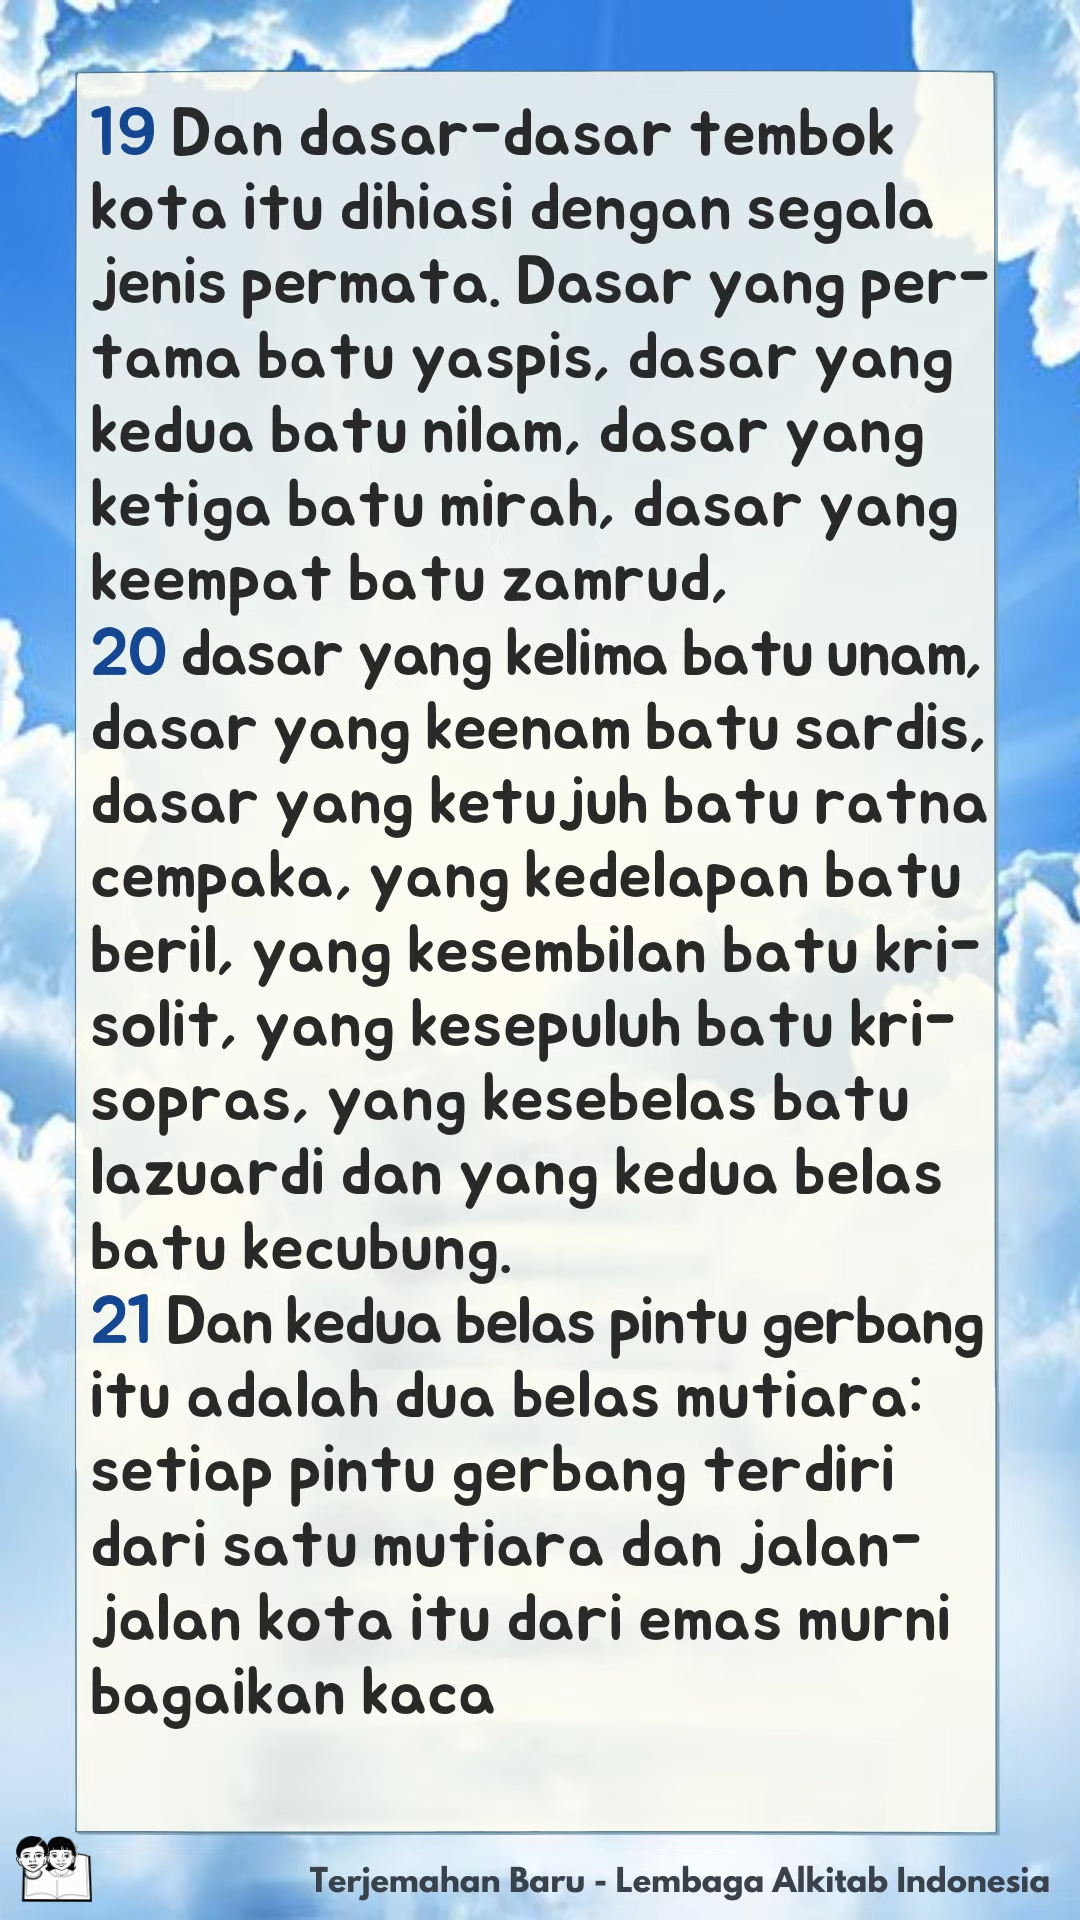 19 Dan dasar-dasar tembok
kota itu dihiasi dengan segala
jenis permata. Dasar yang per-
tama batu yaspis, dasar yang
kedua batu nilam, dasar yang
ketiga batu mirah, dasar yang
keempat batu zamrud,
20 dasar yang kelima batu unam,
dasar yang keenam batu sardis,
dasar yang ketujuh batu ratna
cempaka, yang kedelapan batu
beril, yang kesembilan batu kri-
solit, yang kesepuluh batu kri-
sopras, yang kesebelas batu
lazuardi dan yang kedua belas
batu kecubung.
21 Dan kedua belas pintu gerbang
itu adalah dua belas mutiara:
setiap pintu gerbang terdiri
dari satu mutiara dan jalan-
jalan kota itu dari emas murni
bagaikan kaca
Terjemahan Baru - Lembaga Alkitab Indonesia